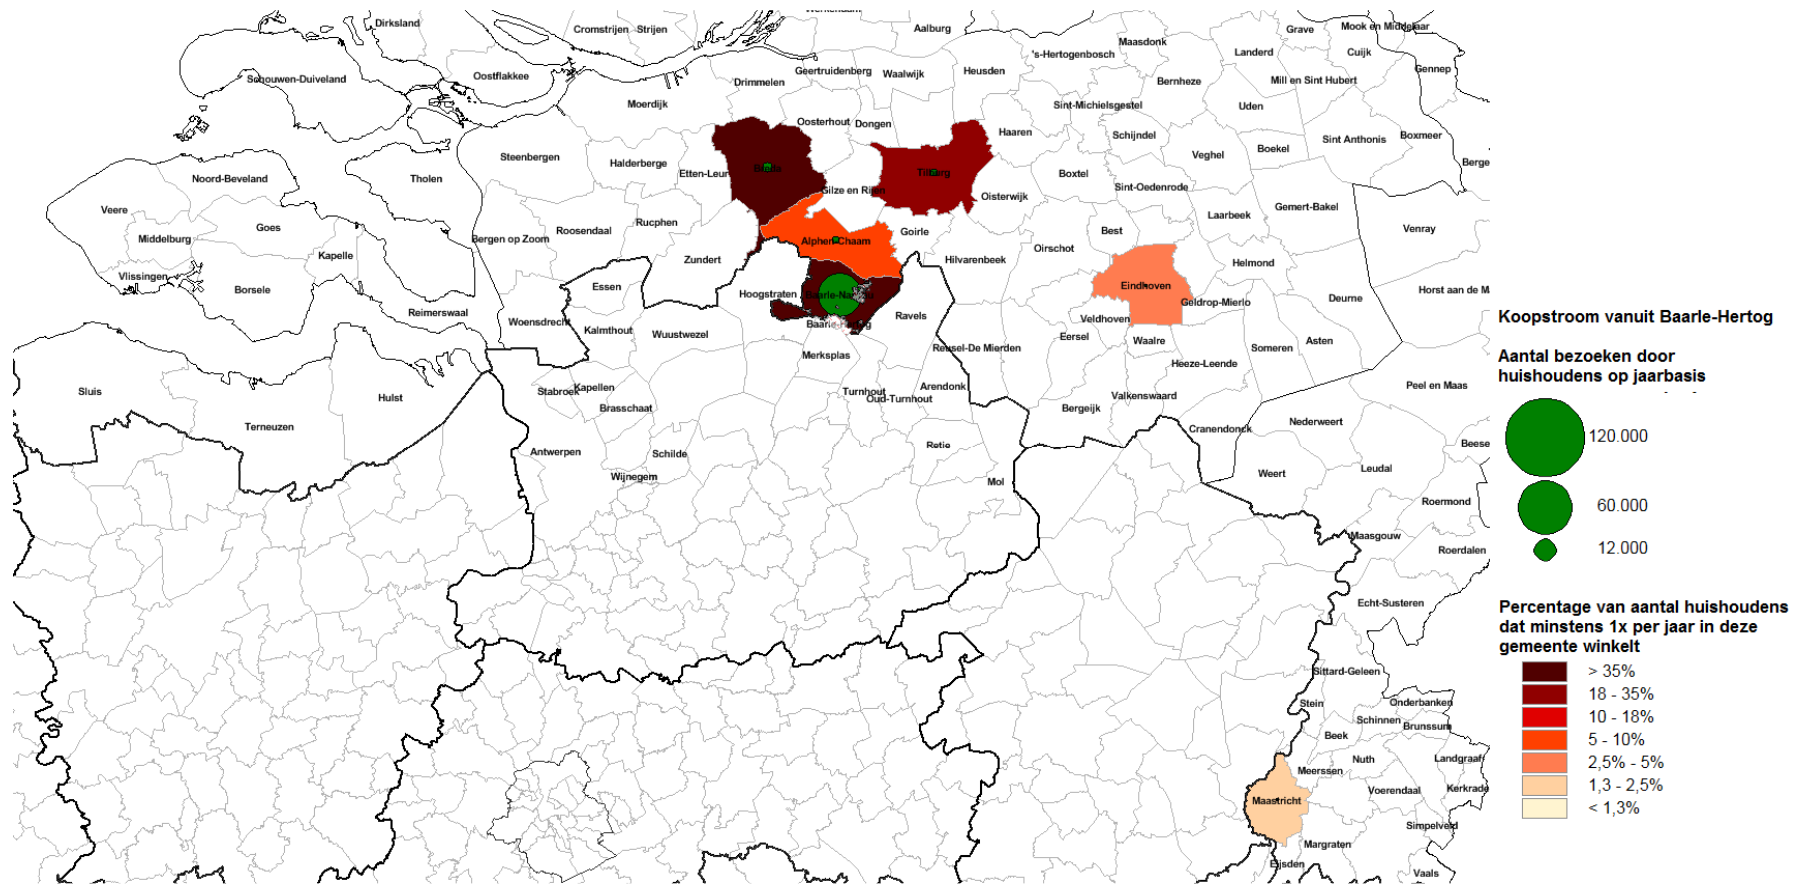 Dirksland
Cromstrijen
Strijen
Aalburg
's-Hertogenbosch
Maasdonk
Grave
Mook en Middelaar
Landerd
Cuijk
Schouwen-Duiveland
Oostflakkee
Drimmelen
Geertruidenberg
Waalwijk
Heusden
Bernheze
Mill en Sint Hubert
Gennep
Moerdijk
Sint-Michielsgestel
Uden
Oosterhout
Dongen
Haaren
Schijndel
Sint Anthonis
Boxmeer
Steenbergen
Halderberge
Etten-Leur
Breda
Tilburg
Veghel
Boekel
Berge
Noord-Beveland
Tholen
Gilze en Rijen
Boxtel
Sint-Oedenrode
Oisterwijk
Veere
Goes
Rucphen
Laarbeek
Gemert-Bakel
Middelburg
Bergen op Zoom
Roosendaal
Alphen-Chaam
Goirle
Best
Venray
Kapelle
Oirschot
Zundert
Hilvarenbeek
Helmond
Vlissingen
Borsele
Essen
Hoogstraten
Baarle-Nassau
Eindhoven
Geldrop-Mierlo
Deurne
Horst aan de M
Reimerswaal
Woensdrecht
Kalmthout
Wuustwezel
Baarle-Hertog
Ravels
Veldhoven
Eersel
Waalre
Asten
Someren
Merksplas
Reusel-De Mierden
Heeze-Leende
Sluis
Hulst
Stabroek
Kapellen
Brasschaat
Turnhout
Oud-Turnhout
Arendonk
Bergeijk
Valkenswaard
Peel en Maas
Terneuzen
Cranendonck
Nederweert
Beese
Antwerpen
Schilde
Wijnegem
Retie
Mol
Weert
Leudal
Roermond
Maasgouw
Roerdalen
Echt-Susteren
Sittard-Geleen
Stein
Onderbanken
Schinnen
Brunssum
Beek
Nuth
Landgraaf
Meerssen
Maastricht
Voerendaal
Kerkrade
Simpelveld
Margraten
Eijsden
Vaals
Koopstroom vanuit Baarle-Hertog
Aantal bezoeken door
huishoudens op jaarbasis
120.000
60.000
12.000
Percentage van aantal huishoudens
dat minstens 1x per jaar in deze
gemeente winkelt
> 35%
18 - 35%
10 - 18%
5 - 10%
2,5% - 5%
1,3 - 2,5%
< 1,3%